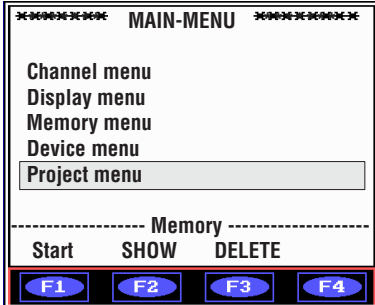 MAIN-MENU
Channel menu
Display menu
Memory menu
Device menu
Project menu
------------------ Memory ------------------
Start SHOW DELETE
F1 F2 F3 F4